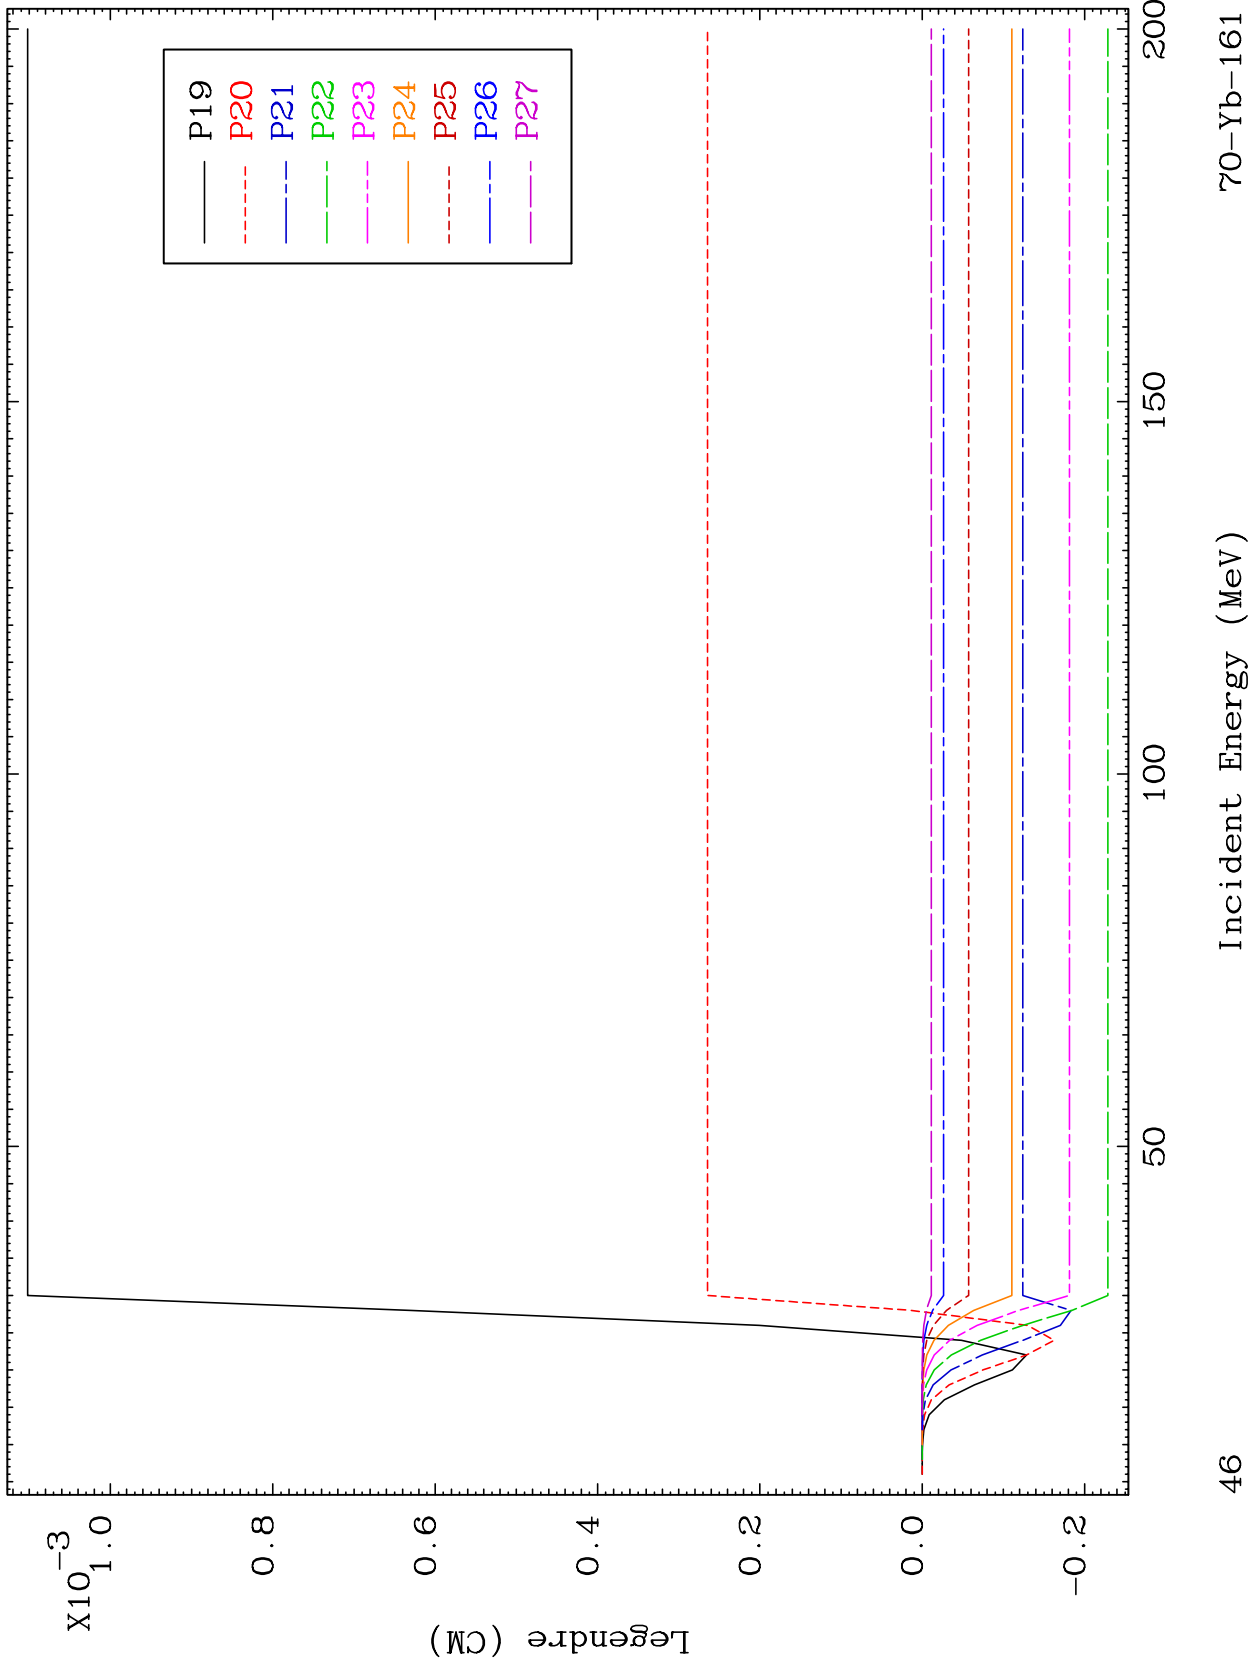 X10-3
1.0
0.8
0.6
0.4
0.2
0.0
-0.2
Legendre (CM)
P19
P20
P21
P22
P23
P24
P25
P26
P27
50
100
150
200
Incident Energy (MeV)
46
70-Yb-161